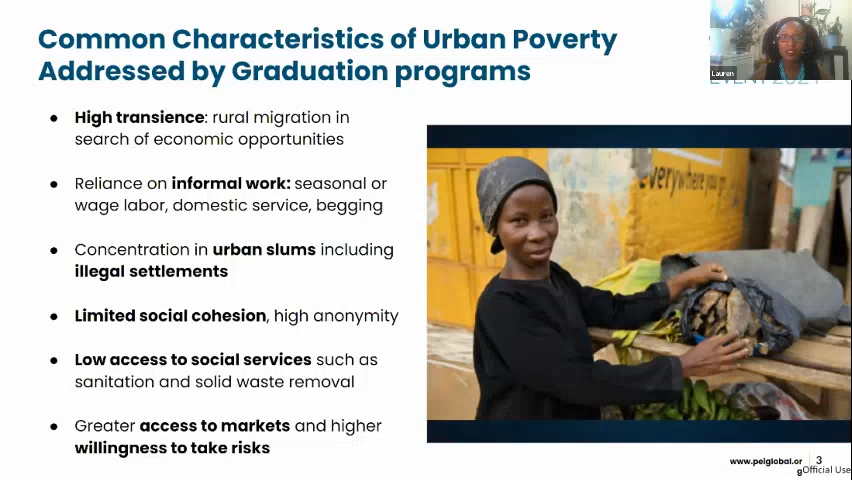 Common Characteristics of Urban Poverty
Addressed by Graduation programs
Lauren
● High transience: rural migration in
search of economic opportunities
● Reliance on informal work: seasonal or
wage labor, domestic service, begging
● Concentration in urban slums including
illegal settlements
● Limited social cohesion, high anonymity
● Low access to social services such as
sanitation and solid waste removal
● Greater access to markets and higher
willingness to take risks
everywhere you go
www.peiglobal.or
g
3
Official Use